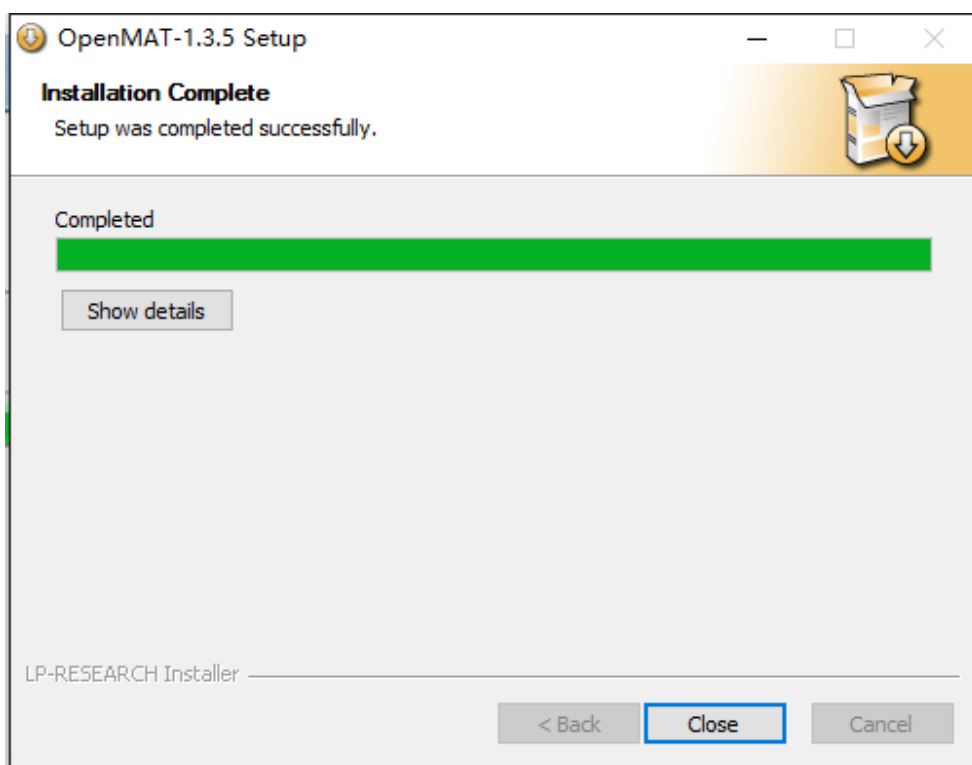 OpenMAT-1.3.5 Setup
Installation Complete
Setup was completed successfully.
Completed
Show details
LP-RESEARCH Installer
< Back
Close
Cancel